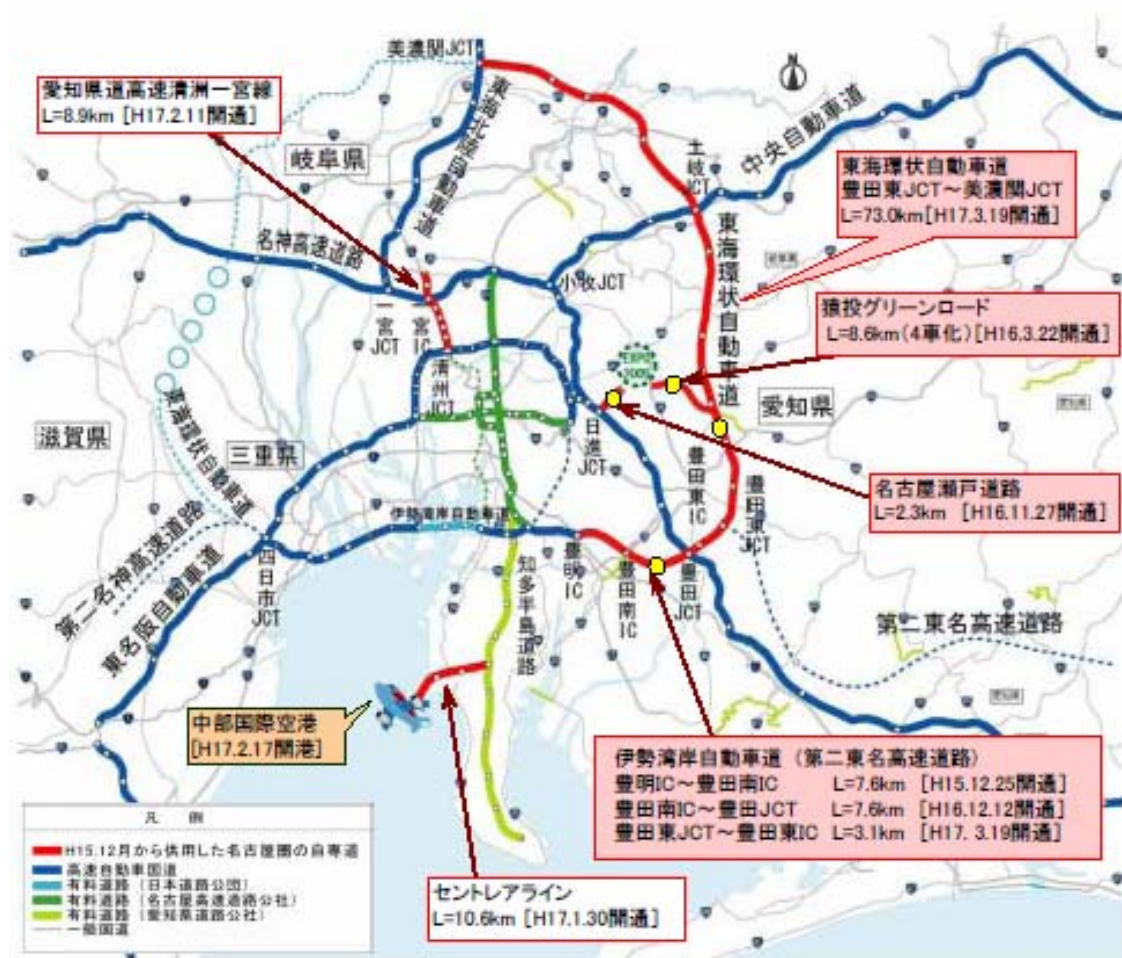 美濃関JCT
愛知県道高速清洲一宮線
L=8.9km [H17.2.11開通]
東海北陸自動車道
岐阜県
土岐JCT
中央自動車道
東海環状自動車道
豊田東JCT～美濃関JCT
L=73.0km[H17.3.19開通]
名神高速道路
東海環状自動車道
小牧JCT
一宮JCT
一宮IC
猿投グリーンロード
L=8.6km(4車化)[H16.3.22開通]
EXPO
2005
清州JCT
愛知県
滋賀県
三重県
東海環状自動車道
日進JCT
豊田東IC
豊田東JCT
名古屋瀬戸道路
L=2.3km [H16.11.27開通]
伊勢湾岸自動車道
第二名神高速道路
東名阪自動車道
四日市JCT
豊明IC
豊田南IC
豊田JCT
知多半島道路
第二東名高速道路
中部国際空港
[H17.2.17開港]
伊勢湾岸自動車道 (第二東名高速道路)
豊明IC～豊田南IC L=7.6km [H15.12.25開通]
豊田南IC～豊田JCT L=7.6km [H16.12.12開通]
豊田東JCT～豊田東IC L=3.1km [H17. 3.19開通]
セントレアライン
L=10.6km [H17.1.30開通]
凡 例
H15.12月から供用した名古屋圏の自専道
高速自動車国道
有料道路（日本道路公団）
有料道路（名古屋高速道路公社）
有料道路（愛知県道路公社）
一般国道